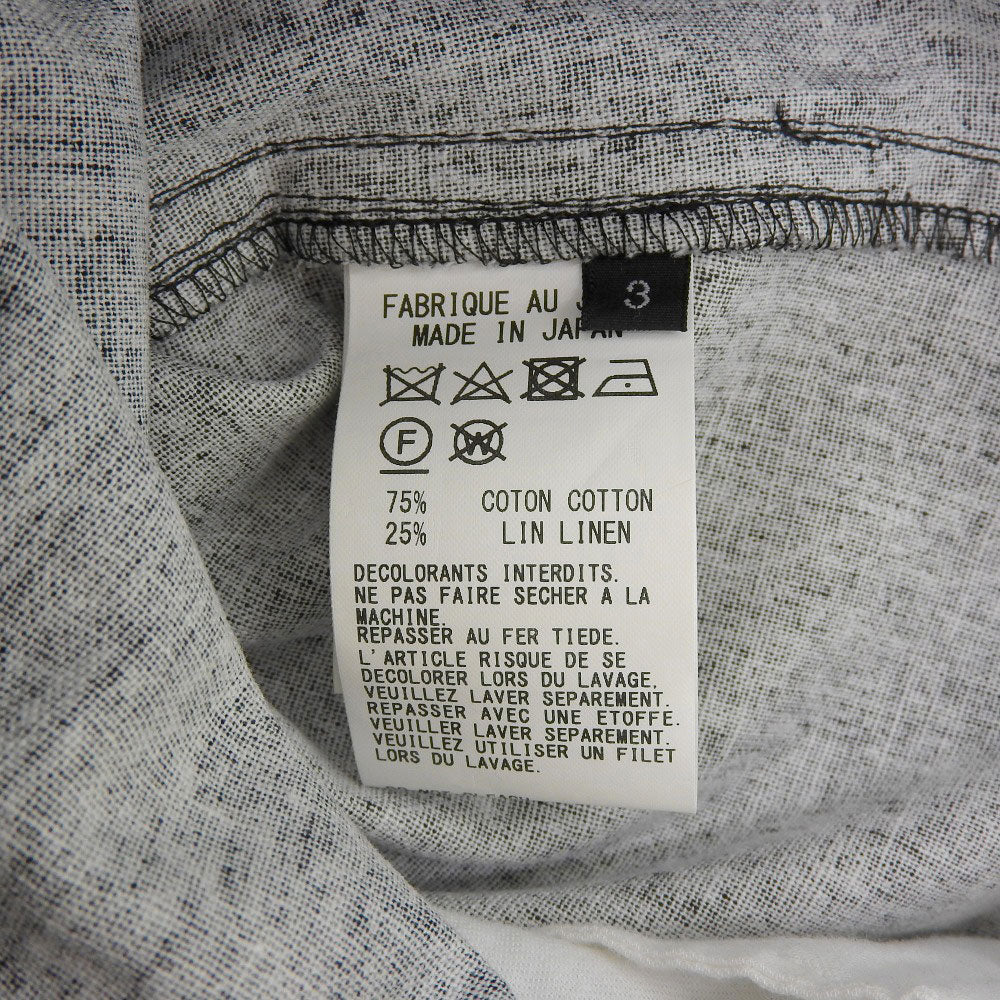 FABRIQUE AU
3
MADE IN JAPAN
F
W
75% COTON COTTON
25% LIN LINEN
DECOLORANTS INTERDITS.
NE PAS FAIRE SECHER A LA
MACHINE.
REPASSER AU FER TIEDE.
L'ARTICLE RISQUE DE SE
DECOLORER LORS DU LAVAGE,
VEUILLEZ LAVER SEPAREMENT.
REPASSER AVEC UNE ETOFFE.
VEUILLER LAVER SEPAREMENT,
VEUILLEZ UTILISER UN FILET
LORS DU LAVAGE.